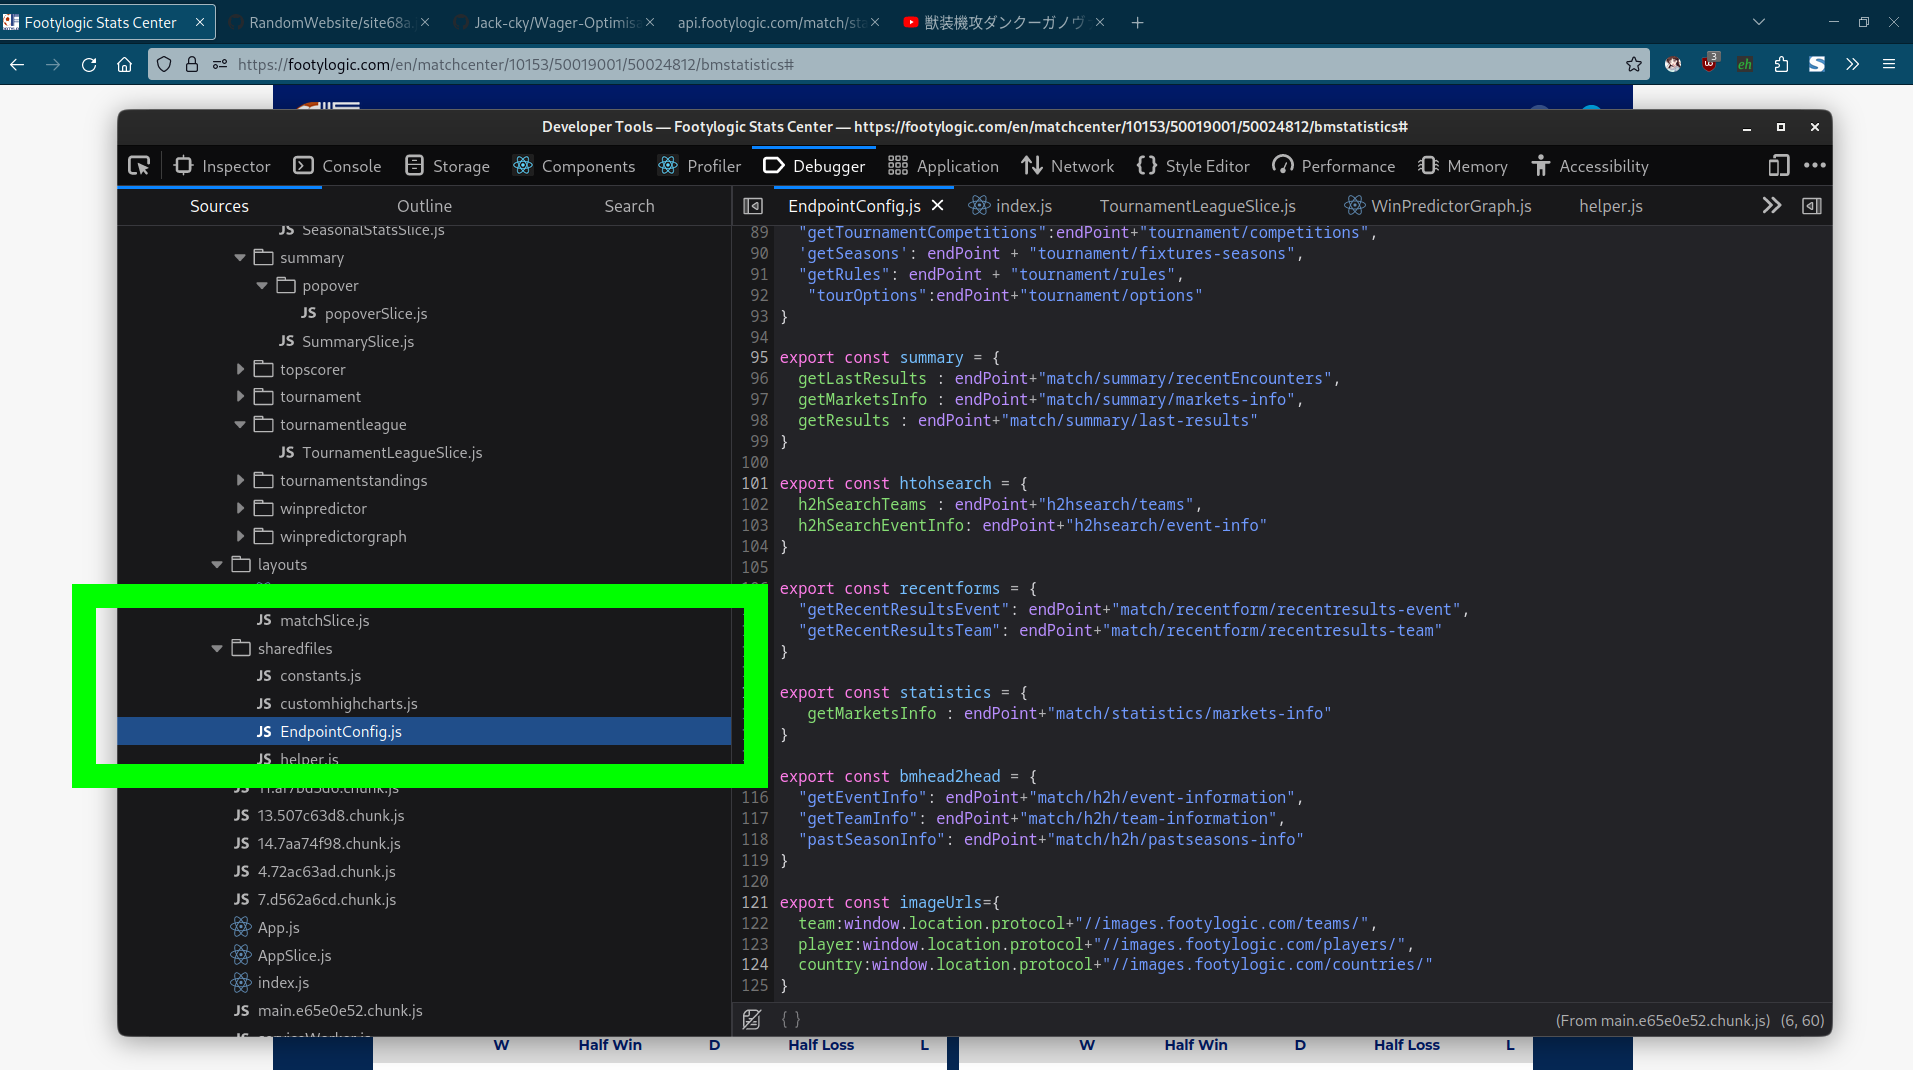 Footylogic Stats Center
RandomWebsite/site68a.j
Jack-cky/Wager-Optimisa
api.footylogic.com/match/sta
獣装機攻ダンクーガノヴァ
https://footylogic.com/en/matchcenter/10153/50019001/50024812/bmstatistics#
3
eh
Developer Tools — Footylogic Stats Center — https://footylogic.com/en/matchcenter/10153/50019001/50024812/bmstatistics#
Inspector Console Storage Components Profiler Debugger Application Network Style Editor Performance Memory Accessibility
Sources Outline Search
EndpointConfig.js index.js TournamentLeagueSlice.js WinPredictorGraph.js helper.js
JS SeasonalStatsSlice.js
summary
popover
JS popoverSlice.js
JS SummarySlice.js
topscorer
tournament
tournamentleague
JS TournamentLeagueSlice.js
tournamentstandings
winpredictor
winpredictorgraph
layouts
JS matchSlice.js
sharedfiles
JS constants.js
JS customhighcharts.js
JS EndpointConfig.js
JS helper.js
JS 11.af7bd5d6.chunk.js
JS 13.507c63d8.chunk.js
JS 14.7aa74f98.chunk.js
JS 4.72ac63ad.chunk.js
JS 7.d562a6cd.chunk.js
App.js
AppSlice.js
index.js
JS main.e65e0e52.chunk.js
JS serviceWorker.js
89 "getTournamentCompetitions":endPoint+"tournament/competitions",
90 'getSeasons': endPoint + "tournament/fixtures-seasons",
91 "getRules": endPoint + "tournament/rules",
92 "tourOptions":endPoint+"tournament/options"
93 }
94
95 export const summary = {
96 getLastResults : endPoint+"match/summary/recentEncounters",
97 getMarketsInfo : endPoint+"match/summary/markets-info",
98 getResults : endPoint+"match/summary/last-results"
99 }
100
101 export const htohsearch = {
102 h2hSearchTeams : endPoint+"h2hsearch/teams",
103 h2hSearchEventInfo: endPoint+"h2hsearch/event-info"
104 }
105
export const recentforms = {
"getRecentResultsEvent": endPoint+"match/recentform/recentresults-event",
"getRecentResultsTeam": endPoint+"match/recentform/recentresults-team"
}
export const statistics = {
getMarketsInfo : endPoint+"match/statistics/markets-info"
}
export const bmhead2head = {
116 "getEventInfo": endPoint+"match/h2h/event-information",
117 "getTeamInfo": endPoint+"match/h2h/team-information",
118 "pastSeasonInfo": endPoint+"match/h2h/pastseasons-info"
119 }
120
121 export const imageUrls={
122 team:window.location.protocol+"//images.footylogic.com/teams/",
123 player:window.location.protocol+"//images.footylogic.com/players/",
124 country:window.location.protocol+"//images.footylogic.com/countries/"
125 }
{ } (From main.e65e0e52.chunk.js) (6, 60)
W Half Win D Half Loss L W Half Win D Half Loss L